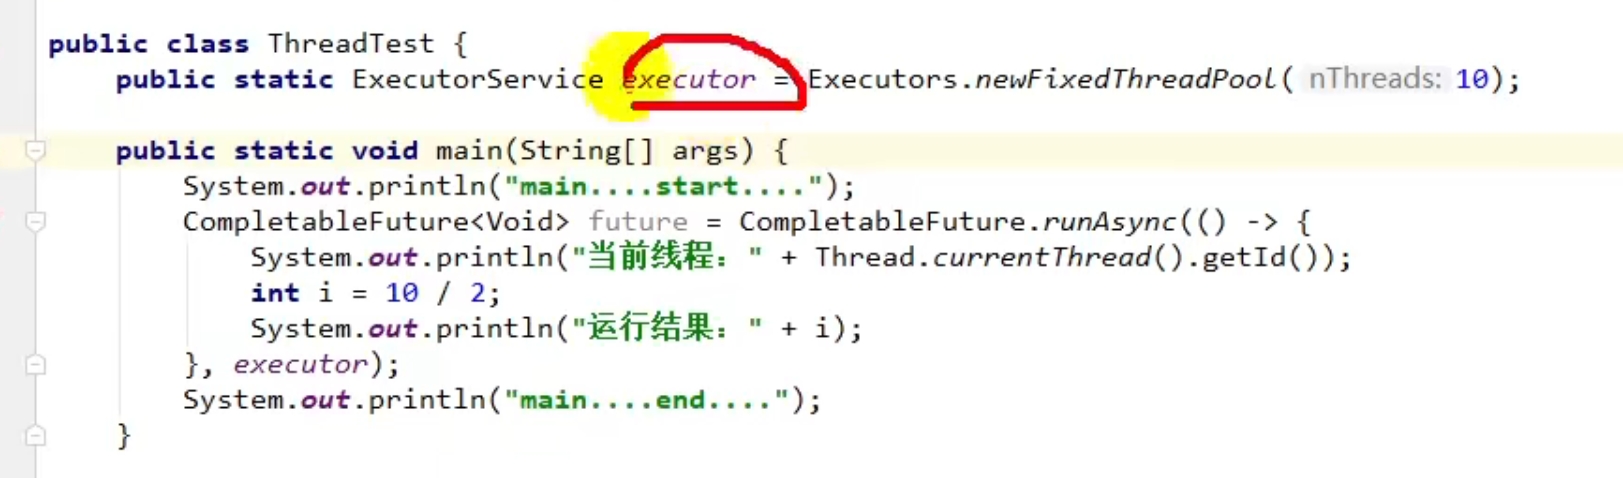 public class ThreadTest {
public static ExecutorService executor = Executors.newFixedThreadPool( nThreads: 10);
public static void main(String[] args) {
System.out.println("main....start....");
CompletableFuture<Void> future = CompletableFuture.runAsync(() -> {
System.out.println("当前线程：" + Thread.currentThread().getId());
int i = 10 / 2;
System.out.println("运行结果：" + i);
}, executor);
System.out.println("main....end....");
}